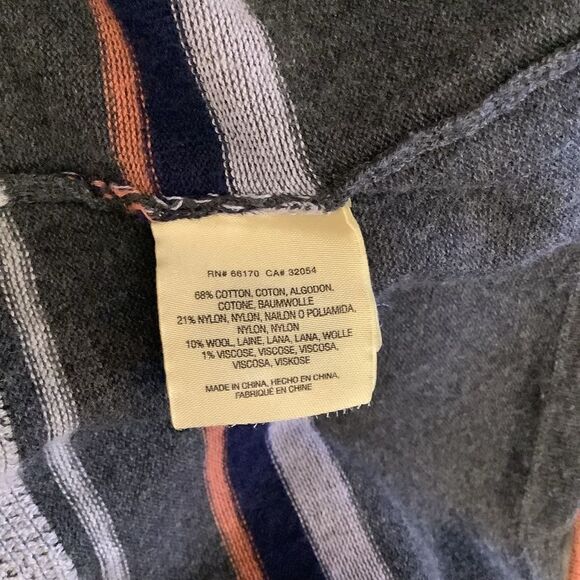 RN# 66170 CA# 32054
68% COTTON, COTON, ALGODON,
COTONE, BAUMWOLLE
21% NYLON, NYLON, NAILON O POLIAMIDA,
NYLON, NYLON
10% WOOL, LAINE, LANA, LANA, WOLLE
1% VISCOSE, VISCOSE, VISCOSA,
VISCOSA, VISKOSE
MADE IN CHINA, HECHO EN CHINA,
FABRIQUÉ EN CHINE